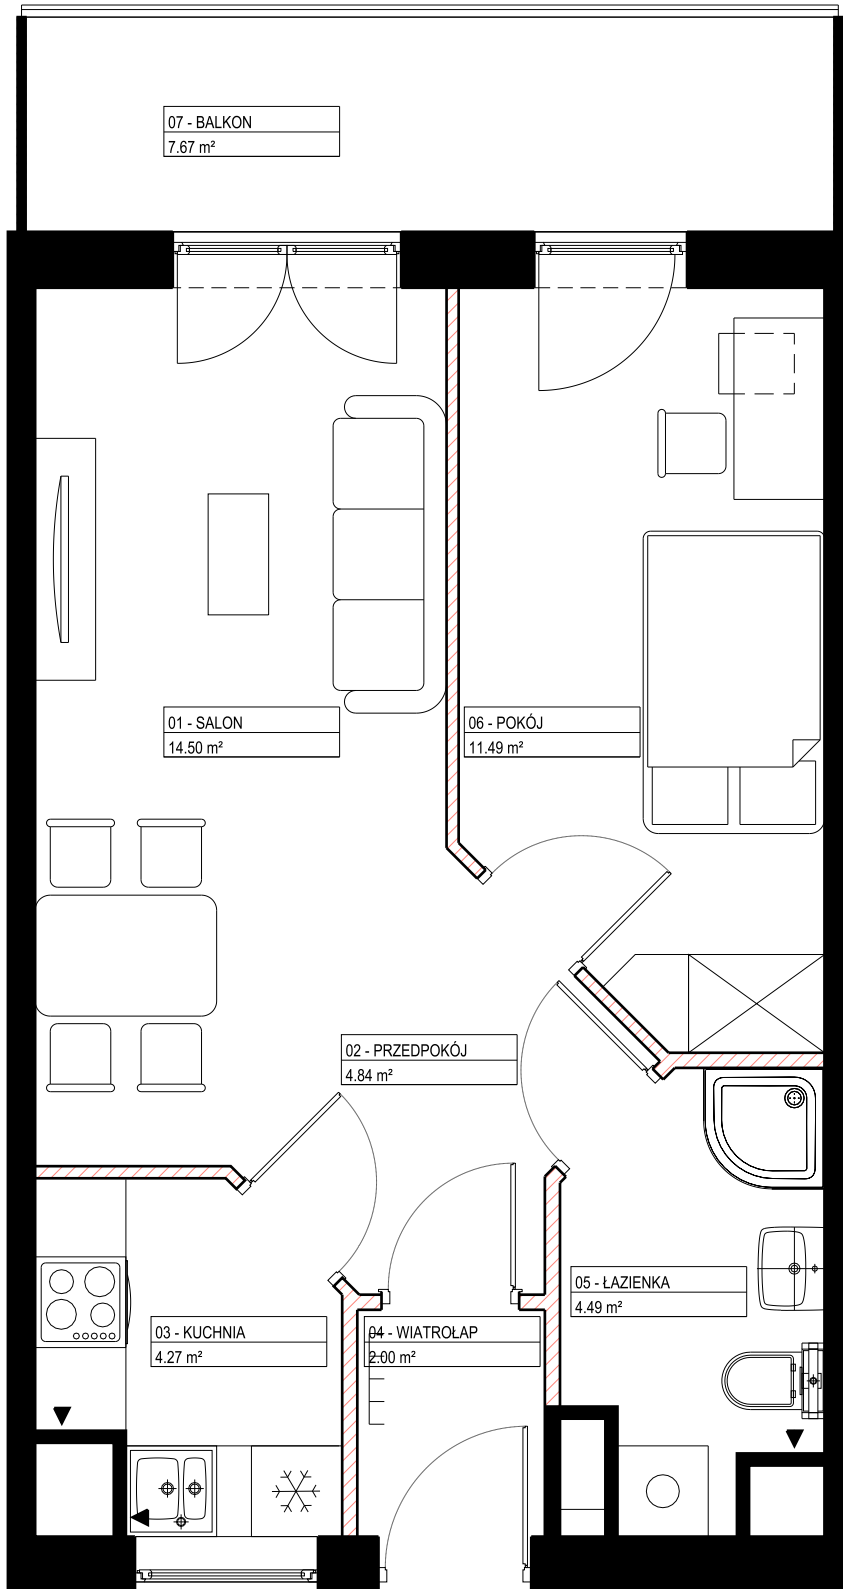 07 - BALKON
7.67 m²
01 - SALON
14.50 m²
06 - POKÓJ
11.49 m²
02 - PRZEDPOKÓJ
4.84 m²
05 - ŁAZIENKA
4.49 m²
03 - KUCHNIA
4.27 m²
04 - WIATROŁAP
2.00 m²